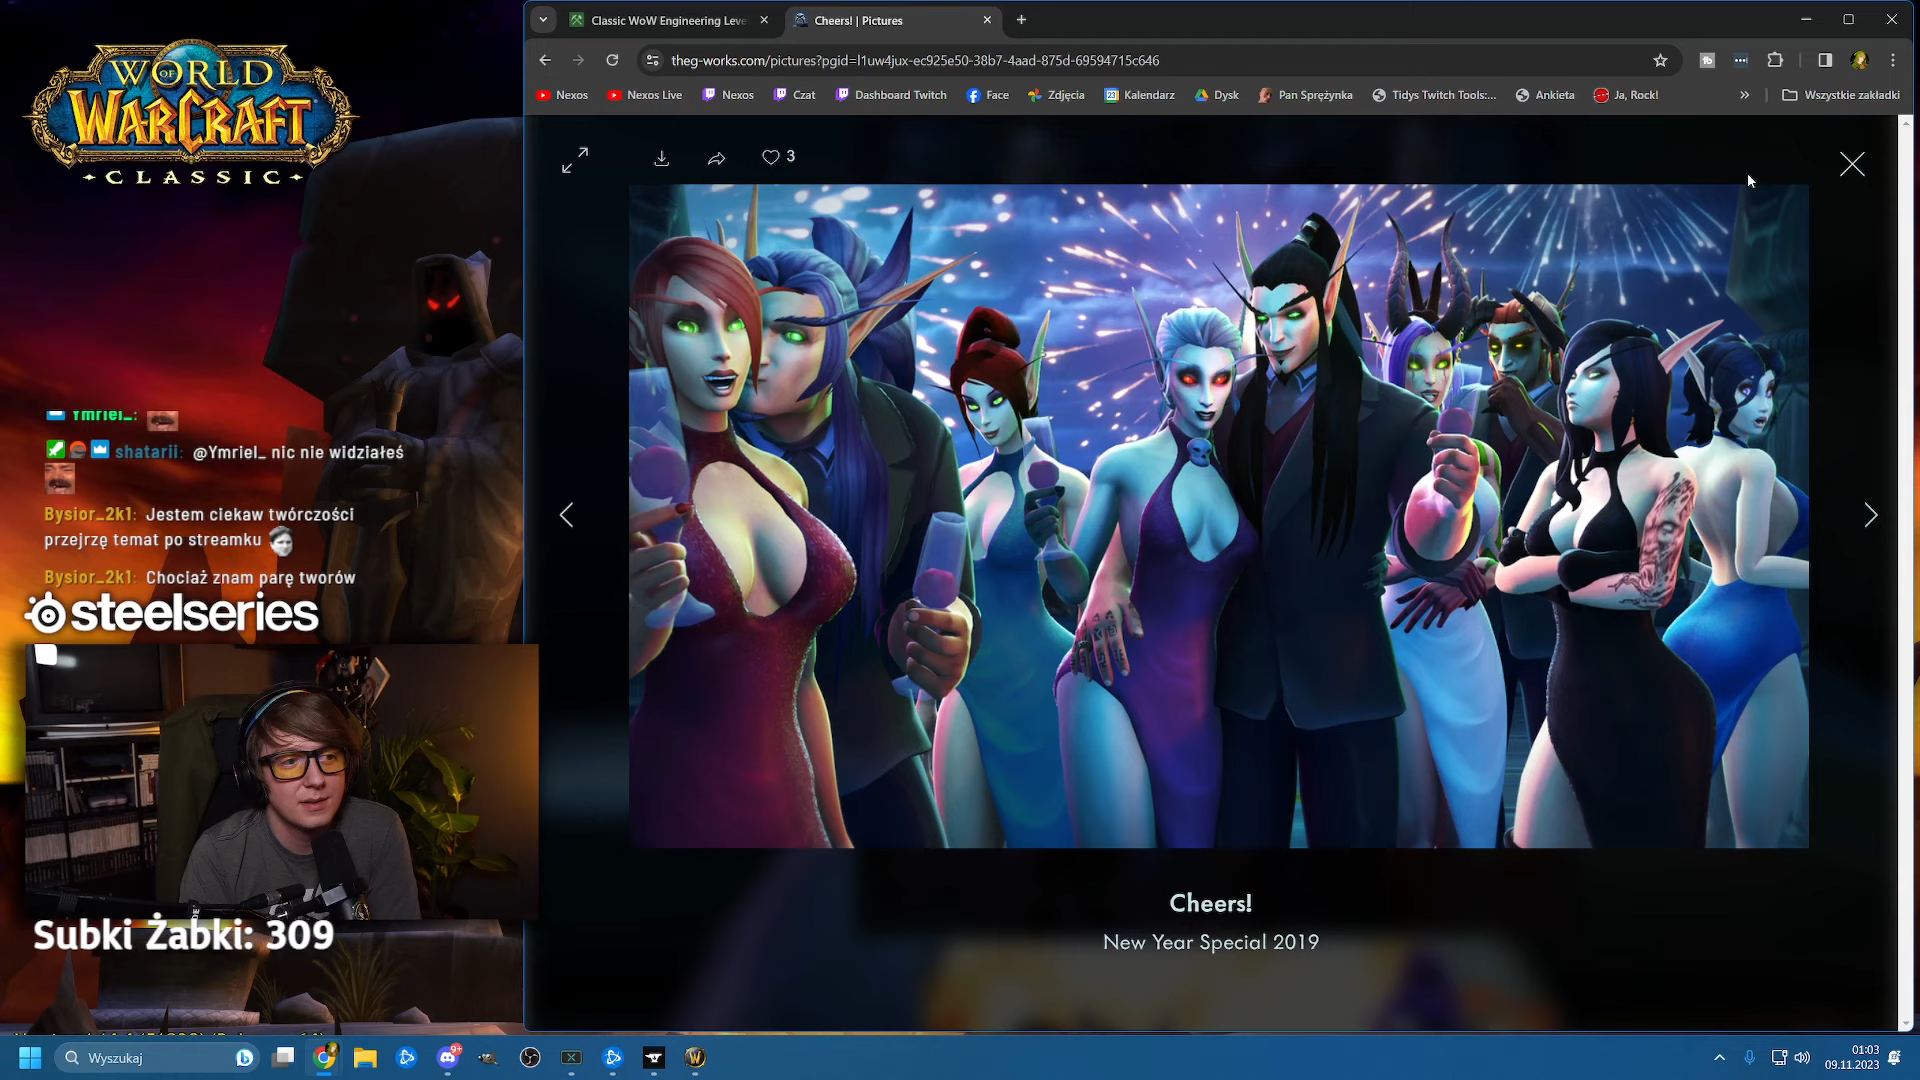 Classic WoW Engineering Leve
Cheers! | Pictures
theg-works.com/pictures?pgid=l1uw4jux-ec925e50-38b7-4aad-875d-69594715c646
Nexos
Nexos Live
Nexos
Czat
Dashboard Twitch
Face
Zdjęcia
23
Kalendarz
Dysk
Pan Sprężynka
Tidys Twitch Tools:...
Ankieta
Ja, Rock!
»
Wszystkie zakładki
WORLD
OF
WARCRAFT
CLASSIC
3
Ymriel_:
shatarii: @Ymriel_ nic nie widziałeś
Bysior_2k1: Jestem ciekaw twórczości
przejrzę temat po streamku
Bysior_2k1: Chociaż znam parę tworów
steelseries
Subki Żabki: 309
Cheers!
New Year Special 2019
Wyszukaj
9+
01:03
09.11.2023